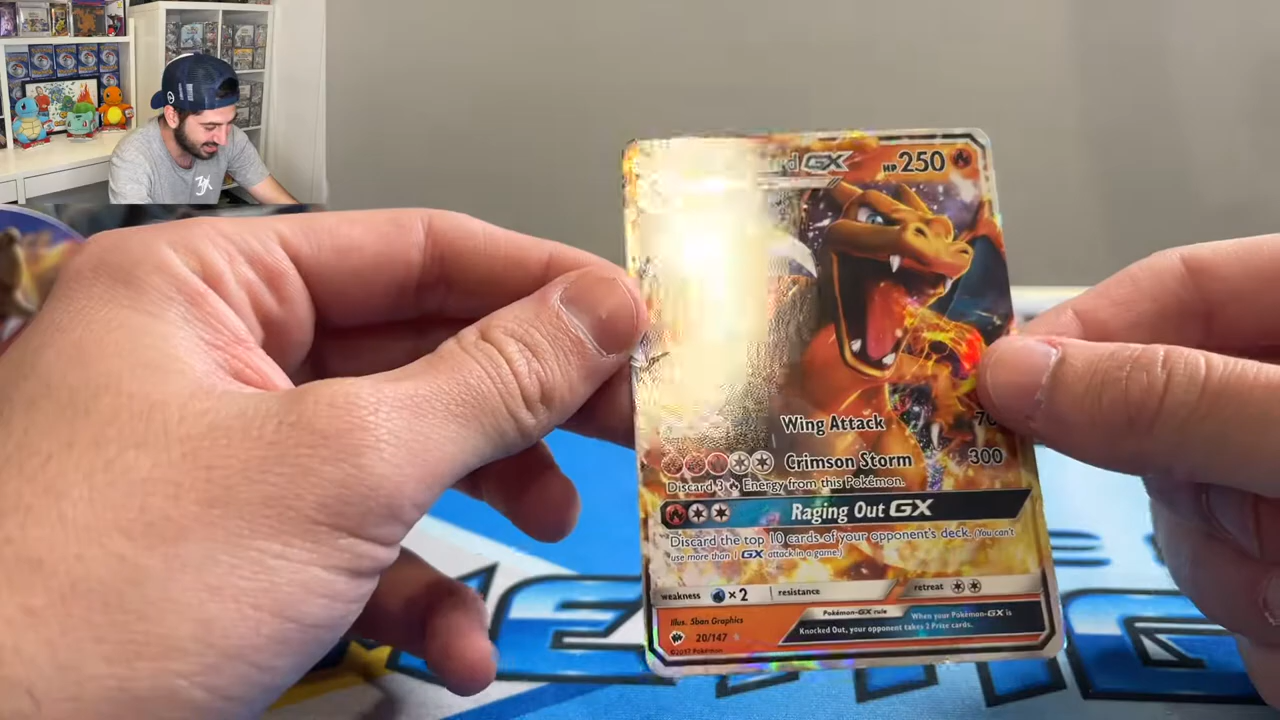 rd GX HP 250
Wing Attack 70
Crimson Storm 300
Discard 3 Energy from this Pokémon.
Raging Out GX
Discard the top 10 cards of your opponent's deck. (You can't
use more than 1 GX attack in a game.)
weakness ×2 resistance retreat
Illus. 5ban Graphics
20/147
©2017 Pokémon
Pokémon-GX rule When your Pokémon-GX is
Knocked Out, your opponent takes 2 Prize cards.